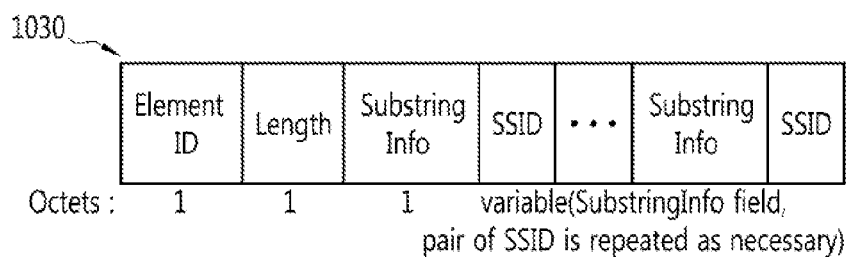 1030
Element ID Length Substring Info SSID ••• Substring Info SSID
Octets : 1 1 1 variable(SubstringInfo field,
pair of SSID is repeated as necessary)